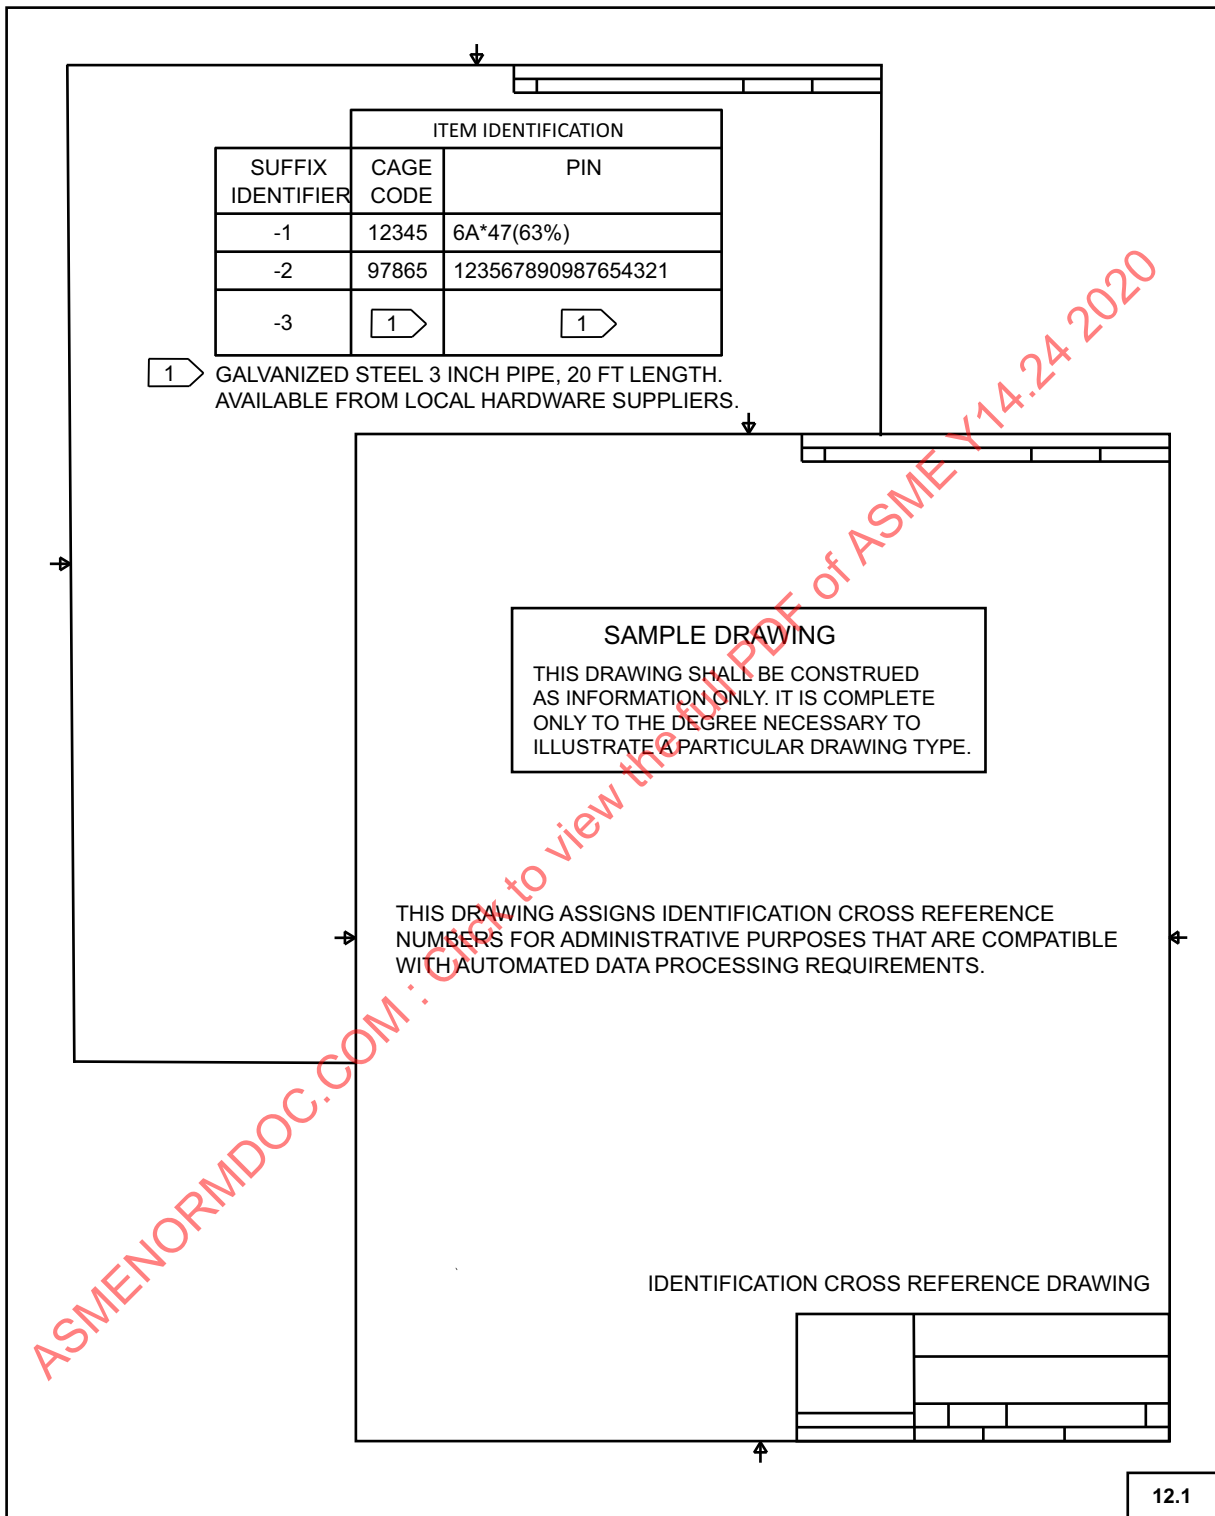 ITEM IDENTIFICATION
SUFFIX IDENTIFIER CAGE CODE PIN
-1 12345 6A*47(63%)
-2 97865 123567890987654321
-3 1 1
1 GALVANIZED STEEL 3 INCH PIPE, 20 FT LENGTH.
AVAILABLE FROM LOCAL HARDWARE SUPPLIERS.
SAMPLE DRAWING
THIS DRAWING SHALL BE CONSTRUED
AS INFORMATION ONLY. IT IS COMPLETE
ONLY TO THE DEGREE NECESSARY TO
ILLUSTRATE A PARTICULAR DRAWING TYPE.
THIS DRAWING ASSIGNS IDENTIFICATION CROSS REFERENCE
NUMBERS FOR ADMINISTRATIVE PURPOSES THAT ARE COMPATIBLE
WITH AUTOMATED DATA PROCESSING REQUIREMENTS.
IDENTIFICATION CROSS REFERENCE DRAWING
12.1
ASMENORMDOC.COM : Click to view the full PDF of ASME Y14.24 2020